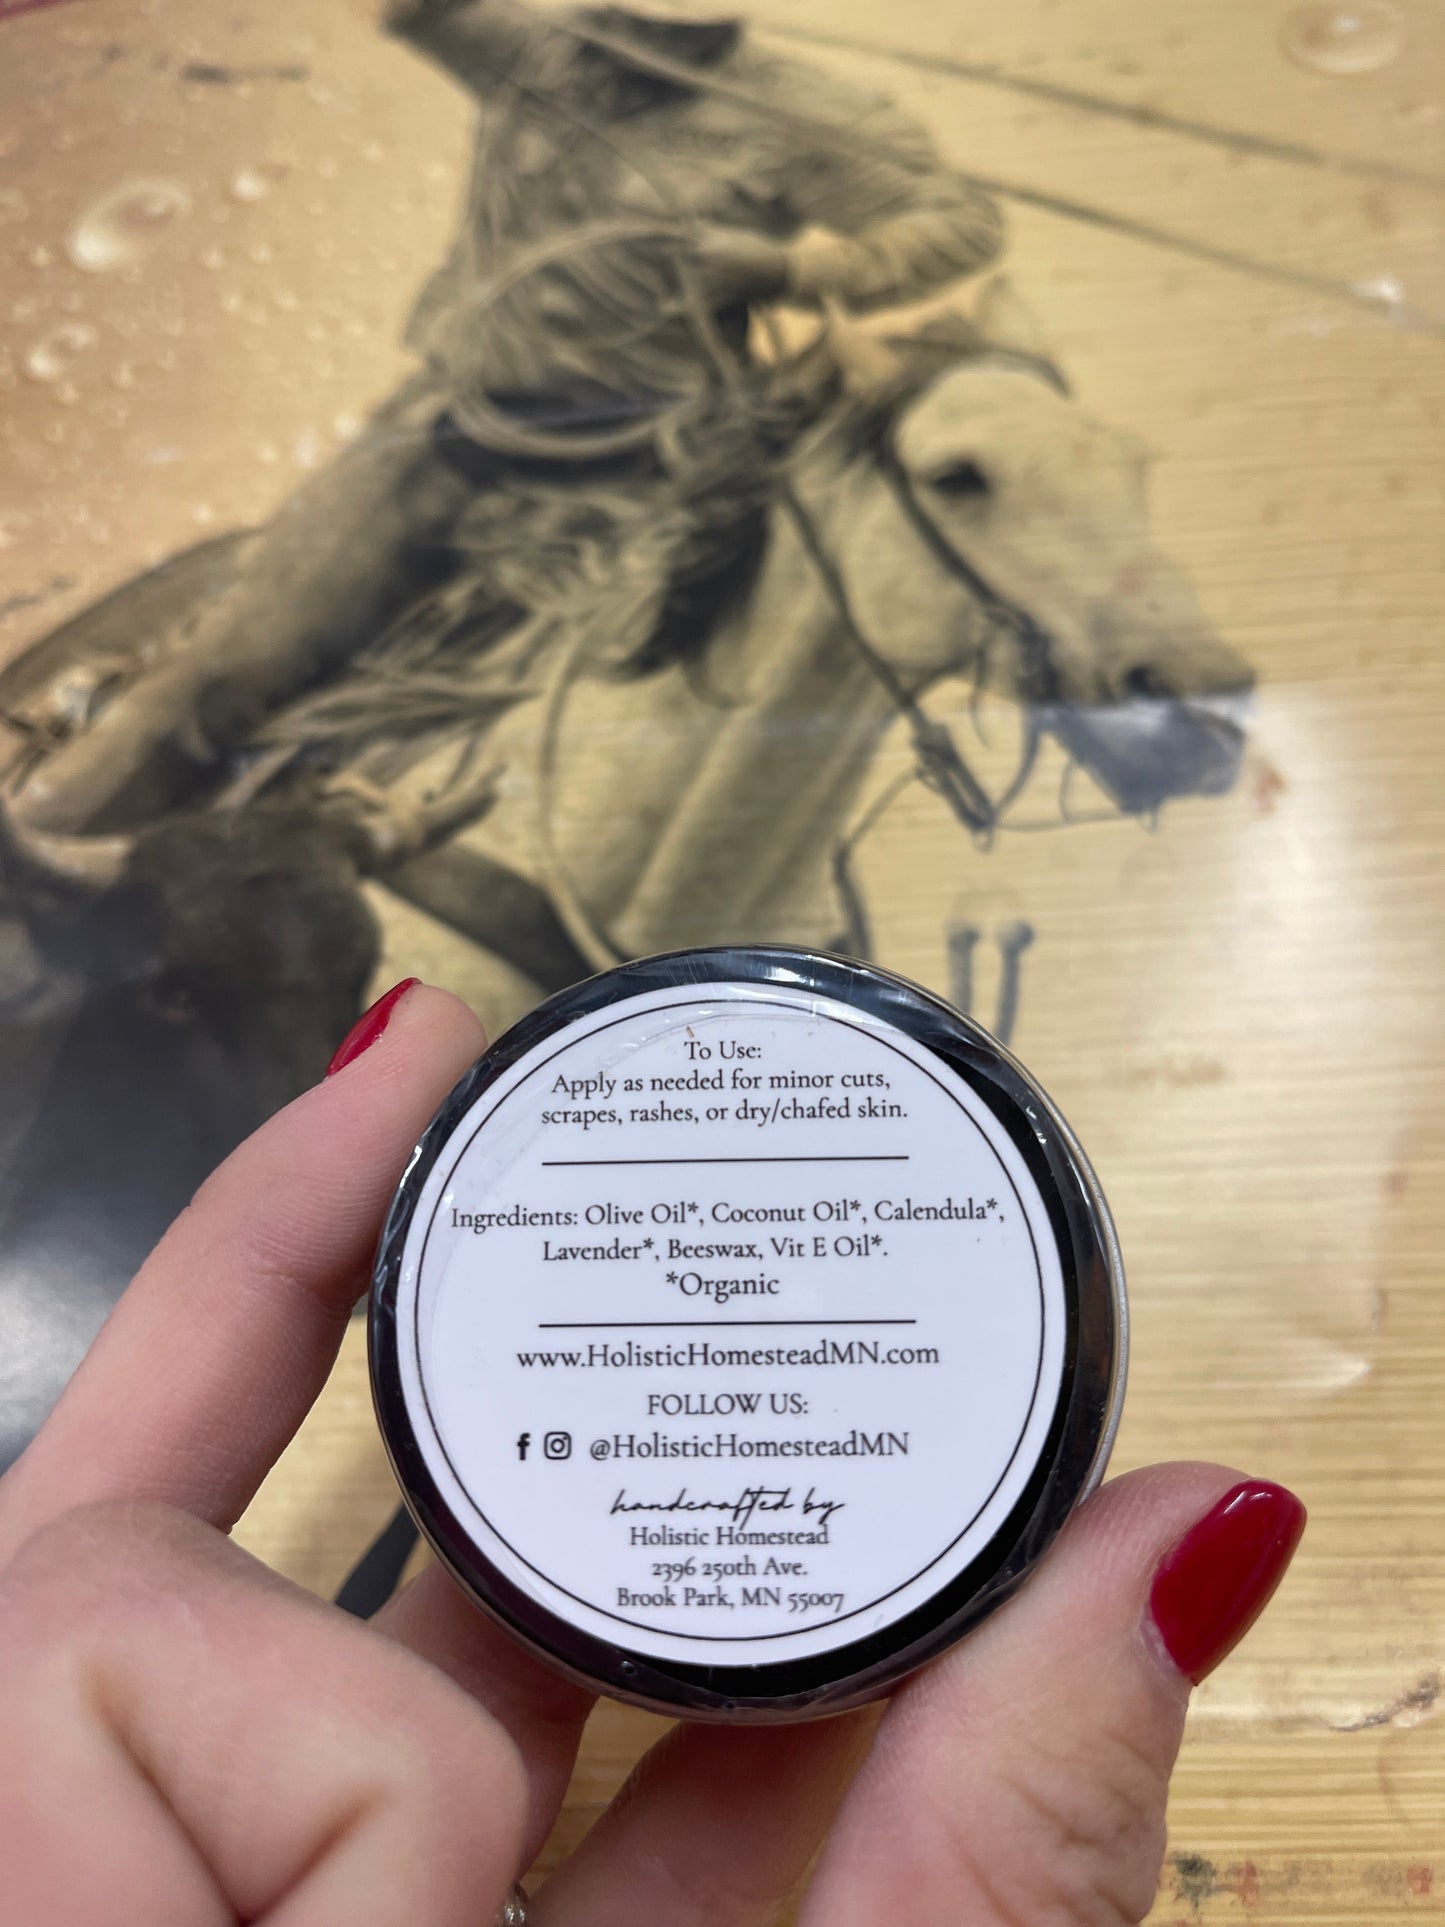 To Use:
Apply as needed for minor cuts,
scrapes, rashes, or dry/chafed skin.
Ingredients: Olive Oil*, Coconut Oil*, Calendula*,
Lavender*, Beeswax, Vit E Oil*.
*Organic
www.HolisticHomesteadMN.com
FOLLOW US:
@HolisticHomesteadMN
handcrafted by
Holistic Homestead
2396 250th Ave.
Brook Park, MN 55007